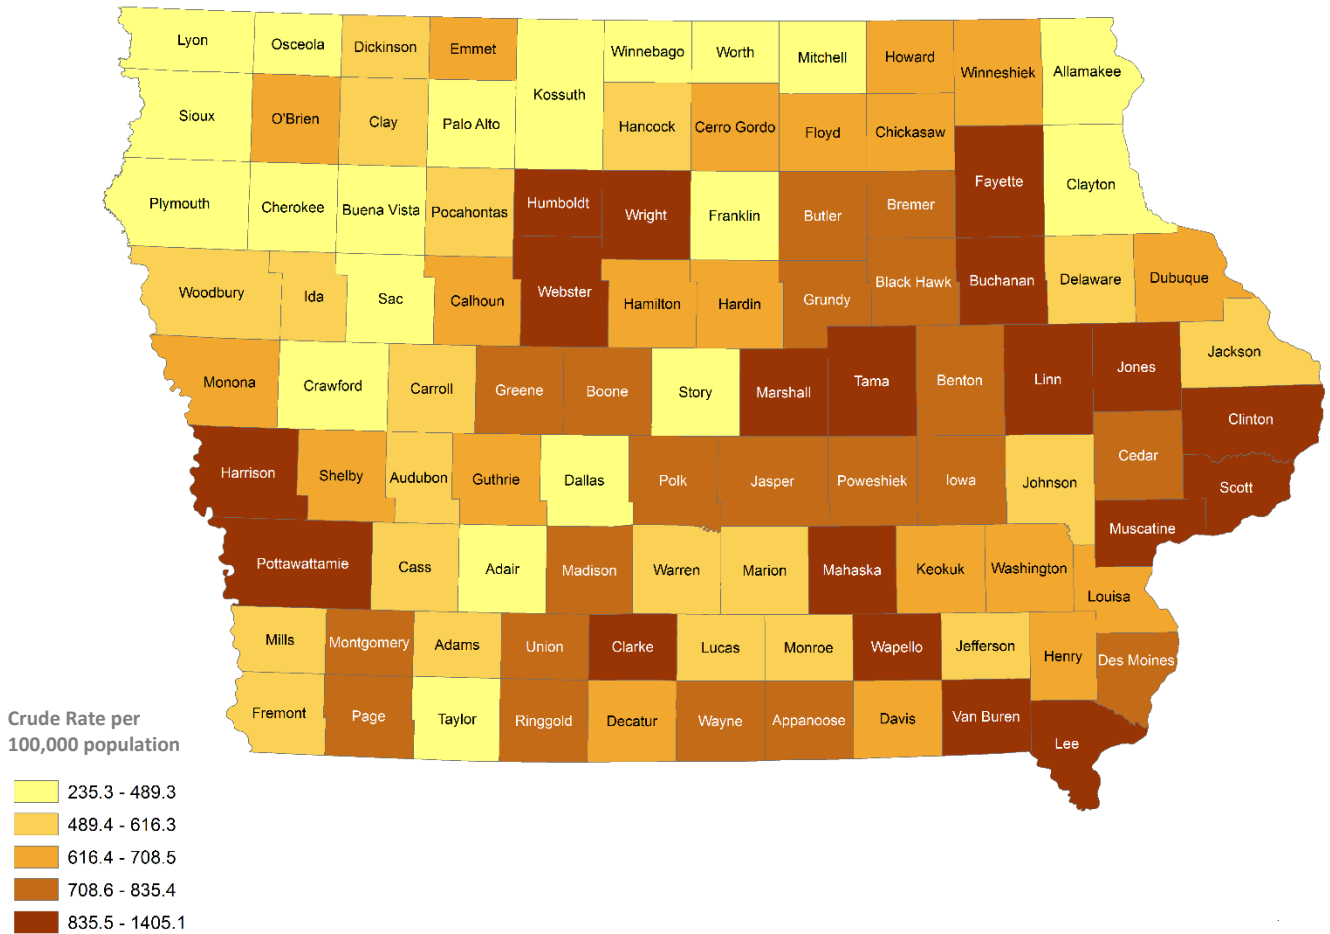 Lyon
Osceola
Dickinson
Emmet
Kossuth
Winnebago
Worth
Mitchell
Howard
Winneshiek
Allamakee
Sioux
O'Brien
Clay
Palo Alto
Hancock
Cerro Gordo
Floyd
Chickasaw
Fayette
Clayton
Plymouth
Cherokee
Buena Vista
Pocahontas
Humboldt
Wright
Franklin
Butler
Bremer
Woodbury
Ida
Sac
Calhoun
Webster
Hamilton
Hardin
Grundy
Black Hawk
Buchanan
Delaware
Dubuque
Monona
Crawford
Carroll
Greene
Boone
Story
Marshall
Tama
Benton
Linn
Jones
Jackson
Clinton
Harrison
Shelby
Audubon
Guthrie
Dallas
Polk
Jasper
Poweshiek
Iowa
Johnson
Cedar
Scott
Muscatine
Pottawattamie
Cass
Adair
Madison
Warren
Marion
Mahaska
Keokuk
Washington
Louisa
Mills
Montgomery
Adams
Union
Clarke
Lucas
Monroe
Wapello
Jefferson
Henry
Des Moines
Fremont
Page
Taylor
Ringgold
Decatur
Wayne
Appanoose
Davis
Van Buren
Lee
Crude Rate per
100,000 population
235.3 - 489.3
489.4 - 616.3
616.4 - 708.5
708.6 - 835.4
835.5 - 1405.1